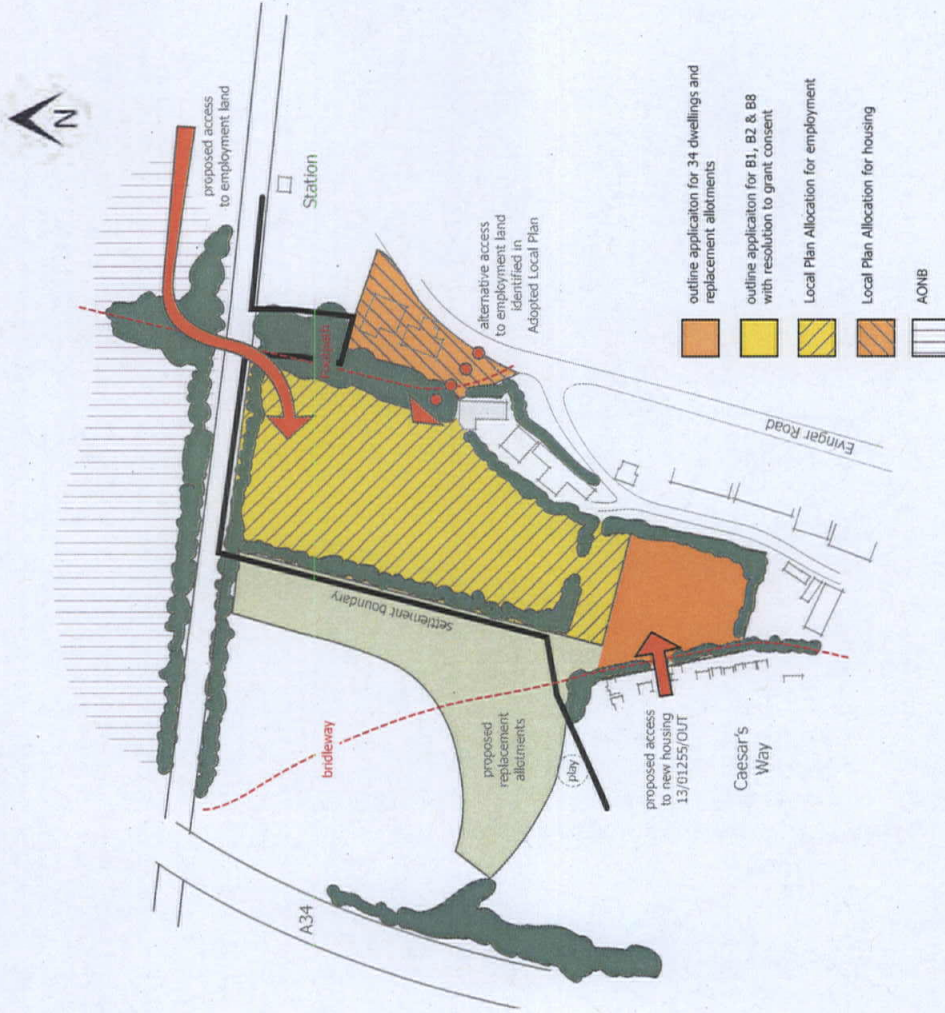 N
proposed access
to employment land
Station
footpath
alternative access
to employment land
identified in
Adopted Local Plan
settlement boundary
bridleway
proposed
replacement
allotments
play
A34
proposed access
to new housing
13/01255/OUT
Caesar's
Way
Evingar Road
outline applicaiton for 34 dwellings and
replacement allotments
outline applicaiton for B1, B2 & B8
with resolution to grant consent
Local Plan Allocation for employment
Local Plan Allocation for housing
AONB